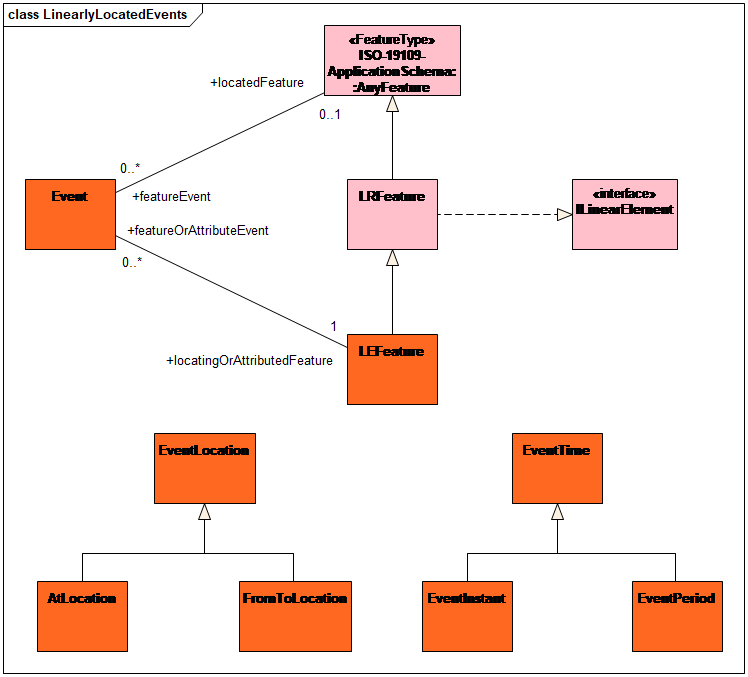 class LinearlyLocatedEvents
«FeatureType»
ISO-19109-
ApplicationSchema:
:AnyFeature
+locatedFeature
0..1
0..*
Event
+featureEvent
LRFeature
«interface»
ILinearElement
+featureOrAttributeEvent
0..*
1
LEFeature
+locatingOrAttributedFeature
EventLocation
EventTime
AtLocation
FromToLocation
EventInstant
EventPeriod